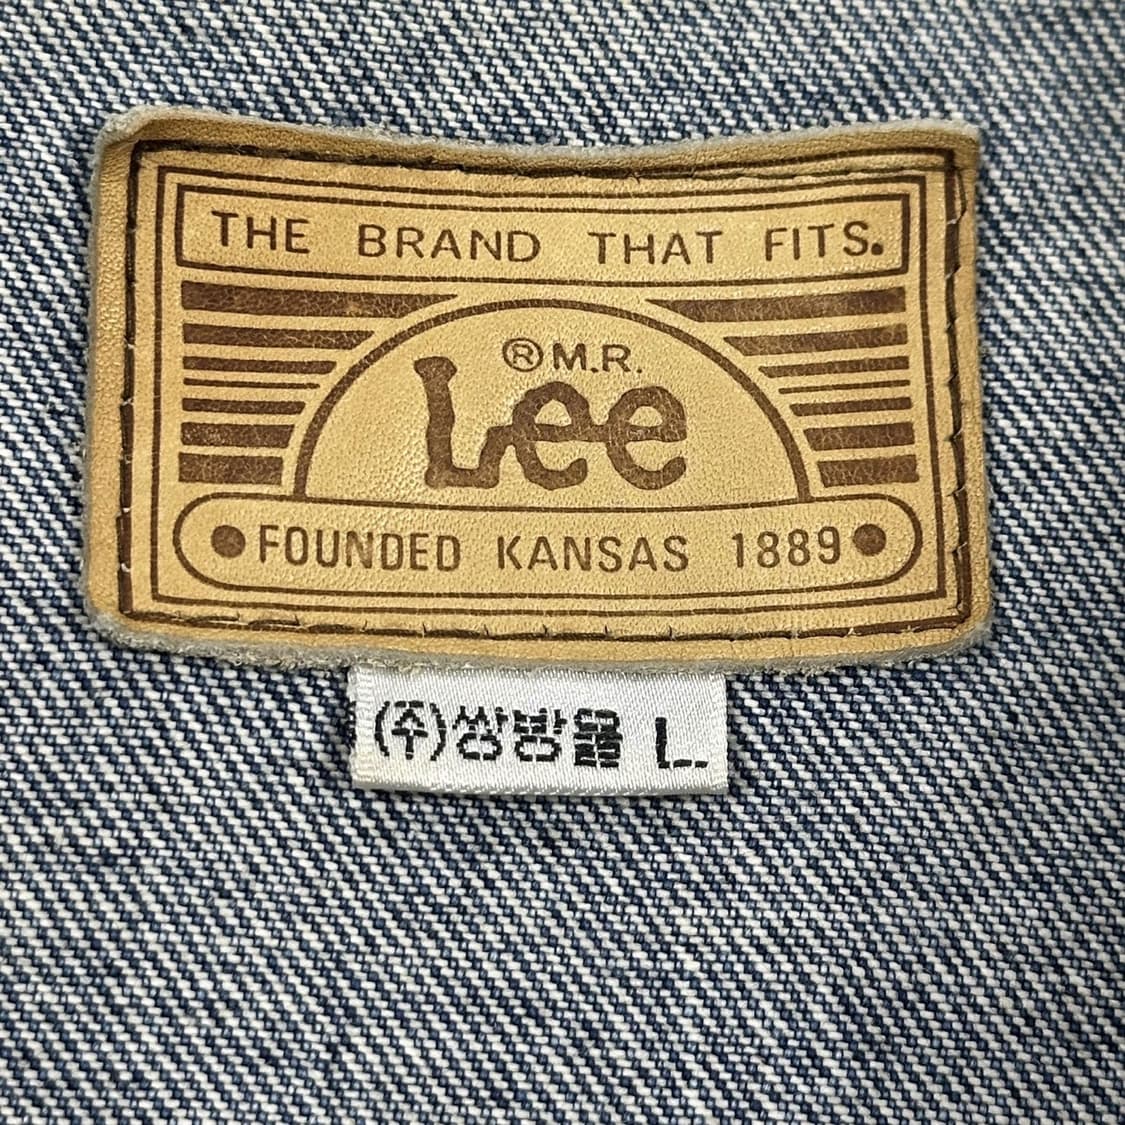 THE BRAND THAT FITS.
® M.R.
Lee
FOUNDED KANSAS 1889
(주)쌍방울 L